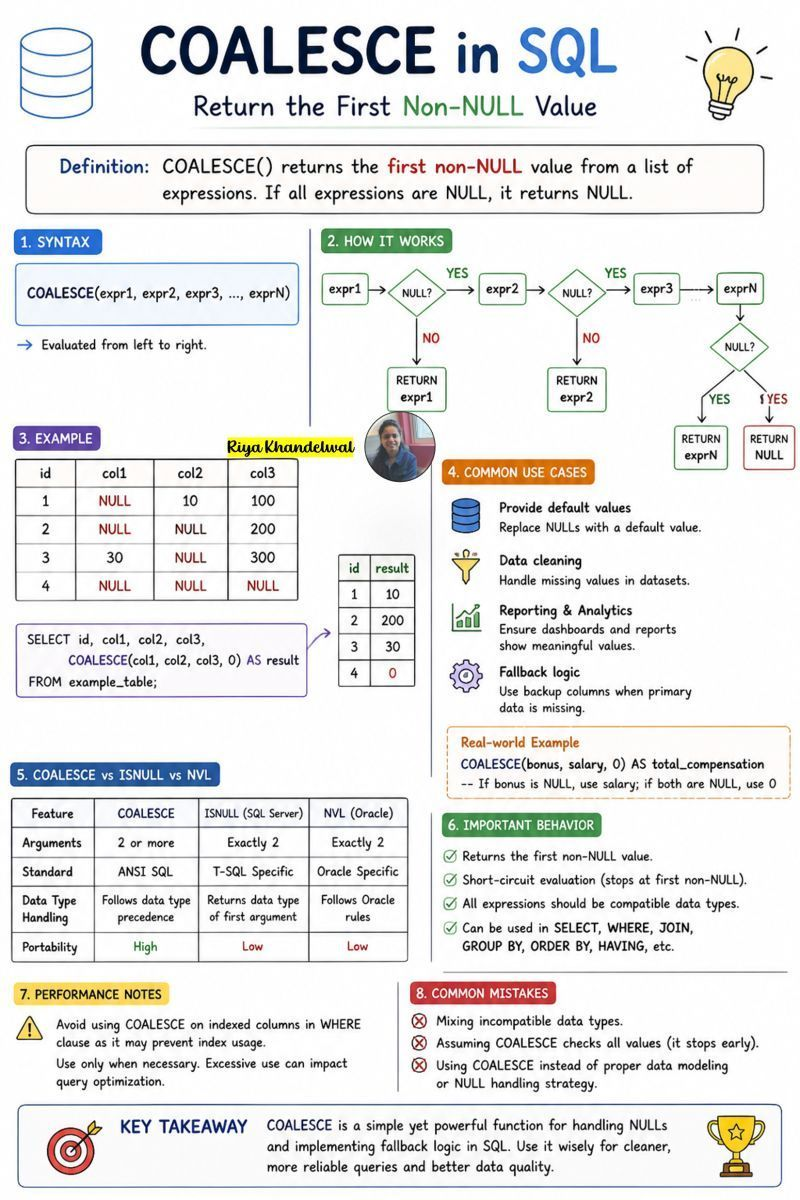 COALESCE in SQL
Return the First Non-NULL Value
Definition: COALESCE() returns the first non-NULL value from a list of
expressions. If all expressions are NULL, it returns NULL.
1. SYNTAX
COALESCE(expr1, expr2, expr3, ..., exprN)
→ Evaluated from left to right.
2. HOW IT WORKS
expr1 NULL? YES expr2 NULL? YES expr3 ... exprN
NO NO NULL?
RETURN
expr1
RETURN
expr2
YES YES
RETURN
exprN
RETURN
NULL
3. EXAMPLE
Riya Khandelwal
id col1 col2 col3
1 NULL 10 100
2 NULL NULL 200
3 30 NULL 300
4 NULL NULL NULL
SELECT id, col1, col2, col3,
COALESCE(col1, col2, col3, 0) AS result
FROM example_table;
id result
1 10
2 200
3 30
4 0
4. COMMON USE CASES
Provide default values
Replace NULLs with a default value.
Data cleaning
Handle missing values in datasets.
Reporting & Analytics
Ensure dashboards and reports
show meaningful values.
Fallback logic
Use backup columns when primary
data is missing.
Real-world Example
COALESCE(bonus, salary, 0) AS total_compensation
-- If bonus is NULL, use salary; if both are NULL, use 0
5. COALESCE vs ISNULL vs NVL
Feature COALESCE ISNULL (SQL Server) NVL (Oracle)
Arguments 2 or more Exactly 2 Exactly 2
Standard ANSI SQL T-SQL Specific Oracle Specific
Data Type Follows data type Returns data type Follows Oracle
Handling precedence of first argument rules
Portability High Low Low
6. IMPORTANT BEHAVIOR
Returns the first non-NULL value.
Short-circuit evaluation (stops at first non-NULL).
All expressions should be compatible data types.
Can be used in SELECT, WHERE, JOIN,
GROUP BY, ORDER BY, HAVING, etc.
7. PERFORMANCE NOTES
Avoid using COALESCE on indexed columns in WHERE
clause as it may prevent index usage.
Use only when necessary. Excessive use can impact
query optimization.
8. COMMON MISTAKES
Mixing incompatible data types.
Assuming COALESCE checks all values (it stops early).
Using COALESCE instead of proper data modeling
or NULL handling strategy.
KEY TAKEAWAY
COALESCE is a simple yet powerful function for handling NULLs
and implementing fallback logic in SQL. Use it wisely for cleaner,
more reliable queries and better data quality.